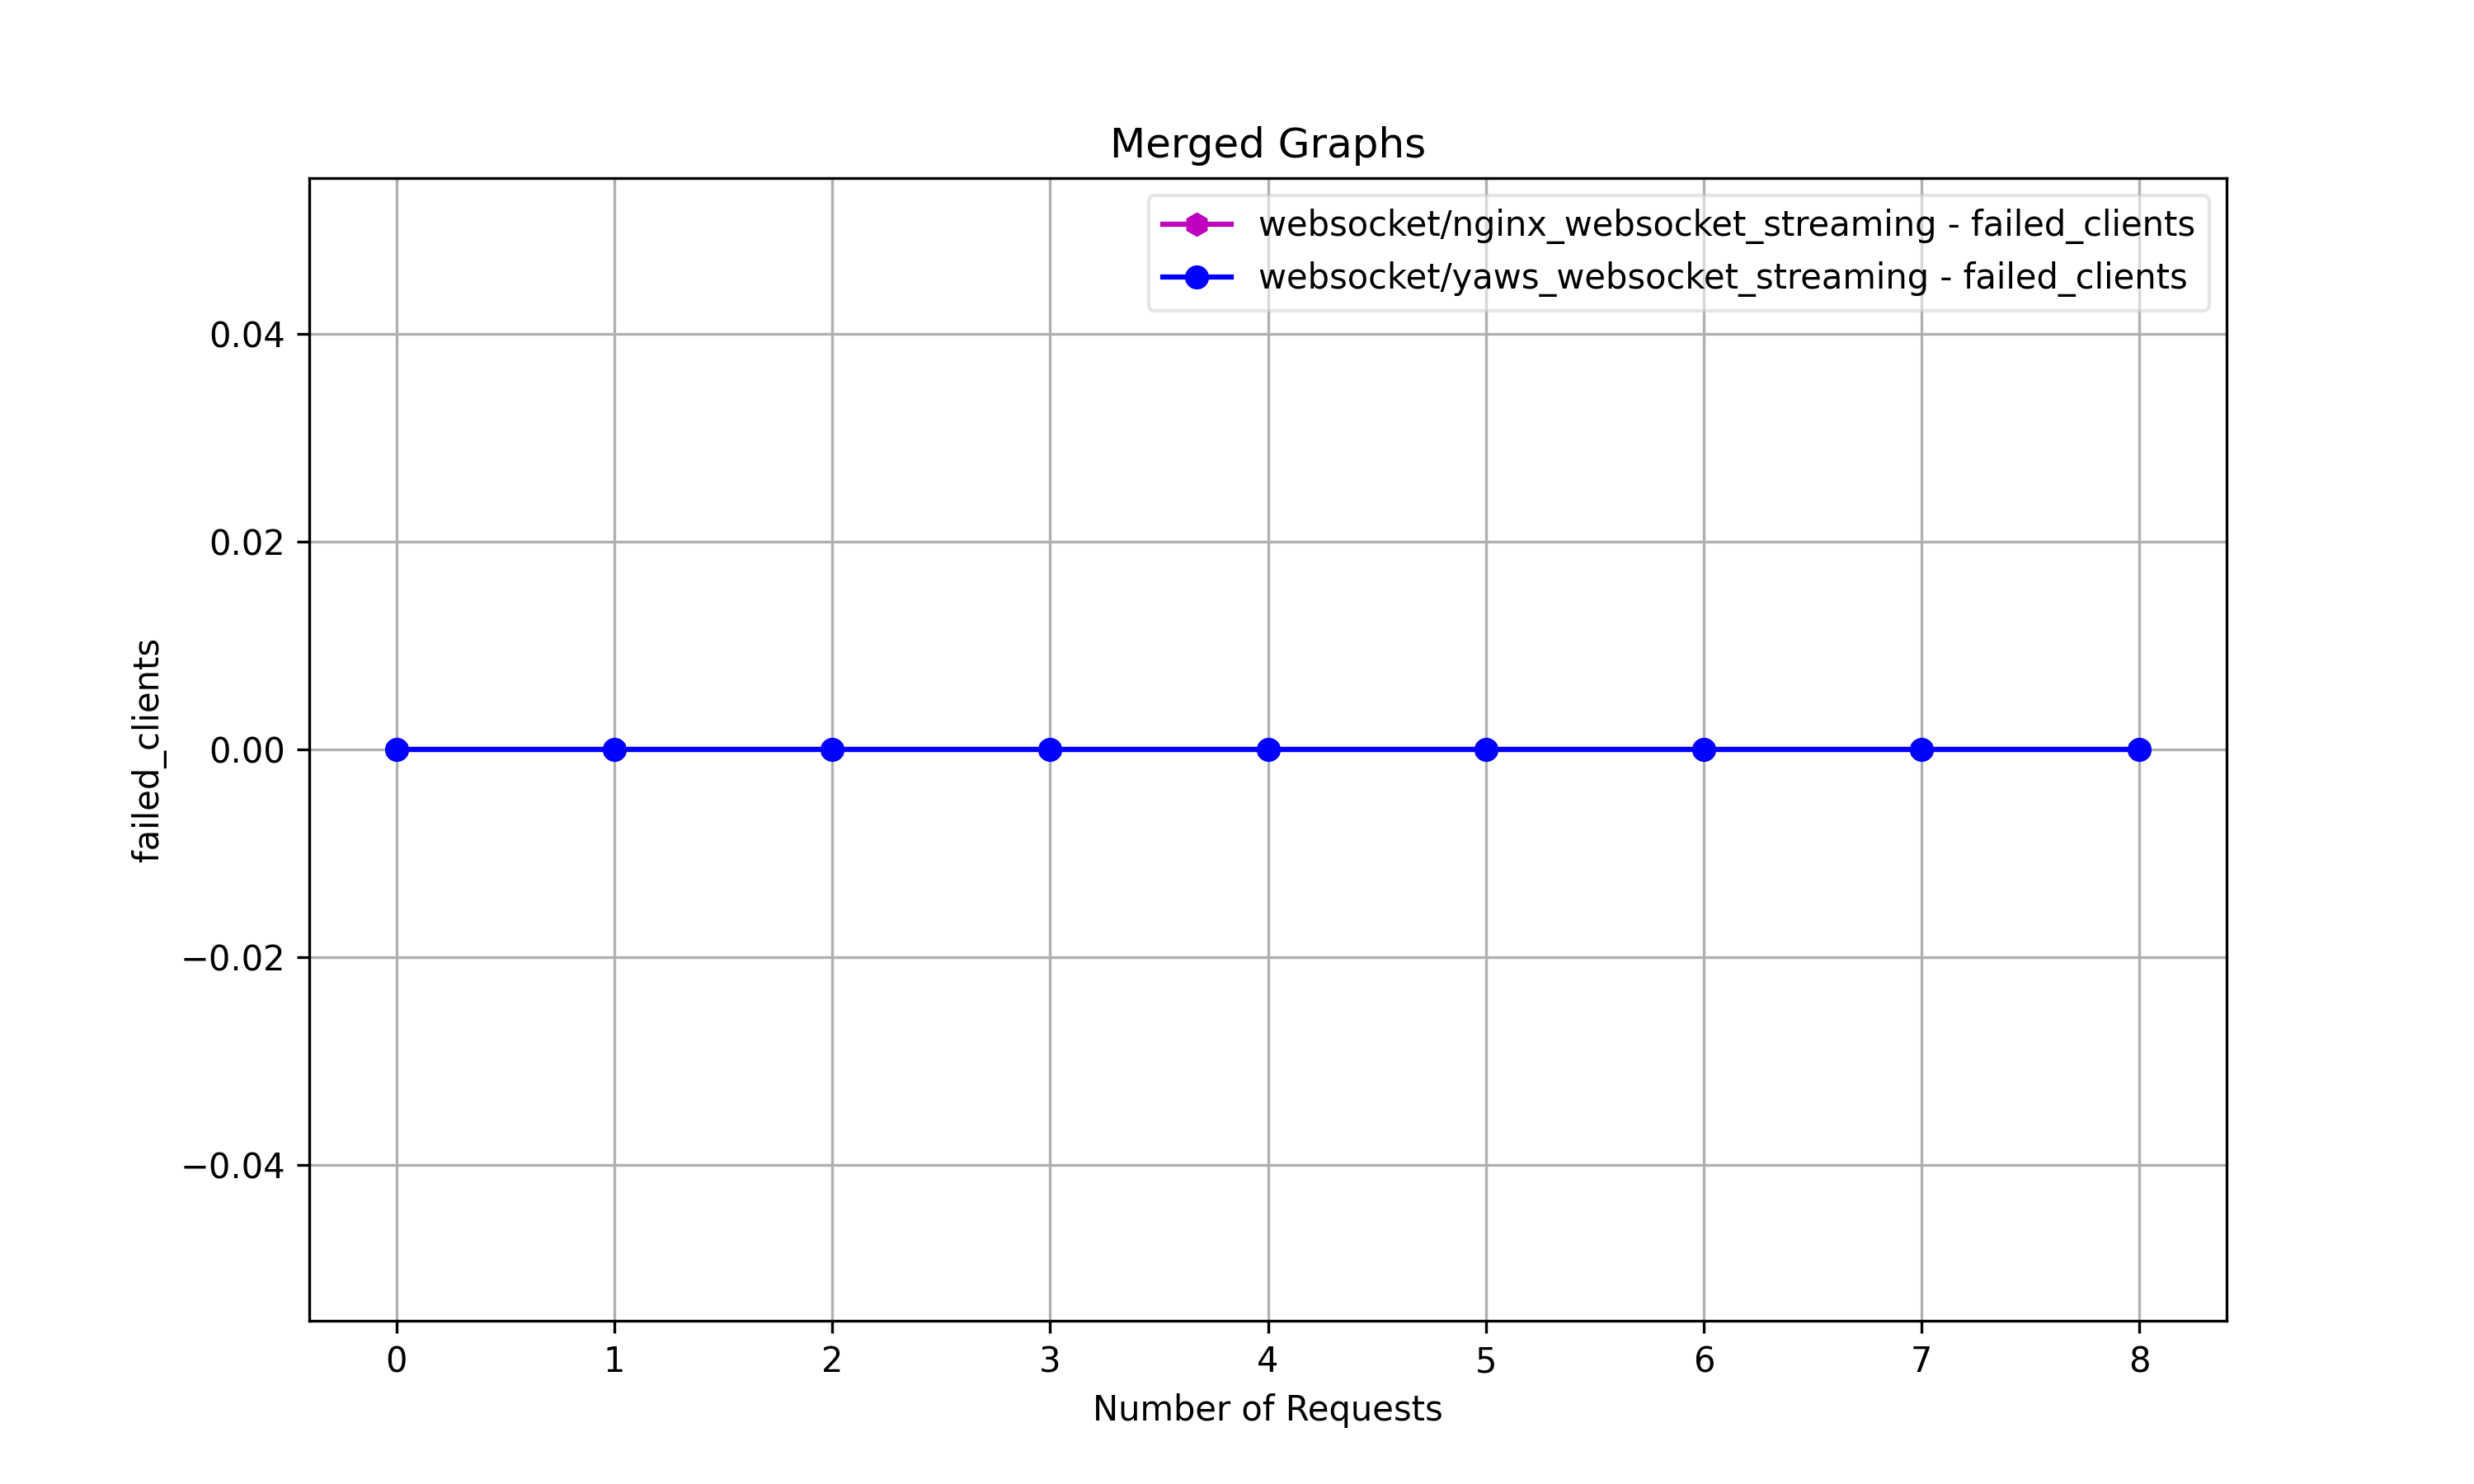 Merged Graphs
websocket/nginx_websocket_streaming - failed_clients
websocket/yaws_websocket_streaming - failed_clients
failed_clients
0.04
0.02
0.00
−0.02
−0.04
0 1 2 3 4 5 6 7 8
Number of Requests